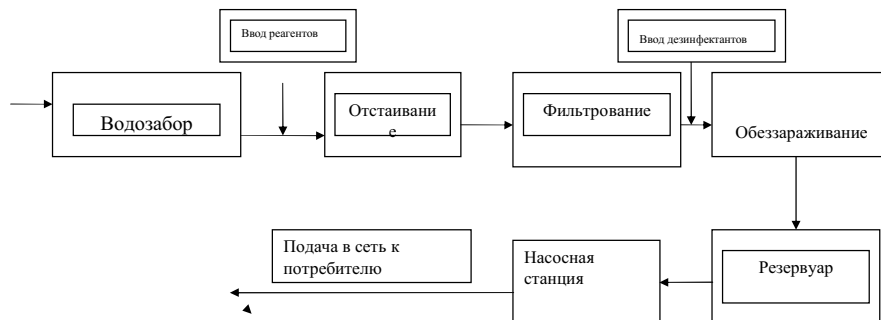 Ввод реагентов
Ввод дезинфектантов
Водозабор
Отстаивани
е
Фильтрование
Обеззараживание
Подача в сеть к
потребителю
Насосная
станция
Резервуар